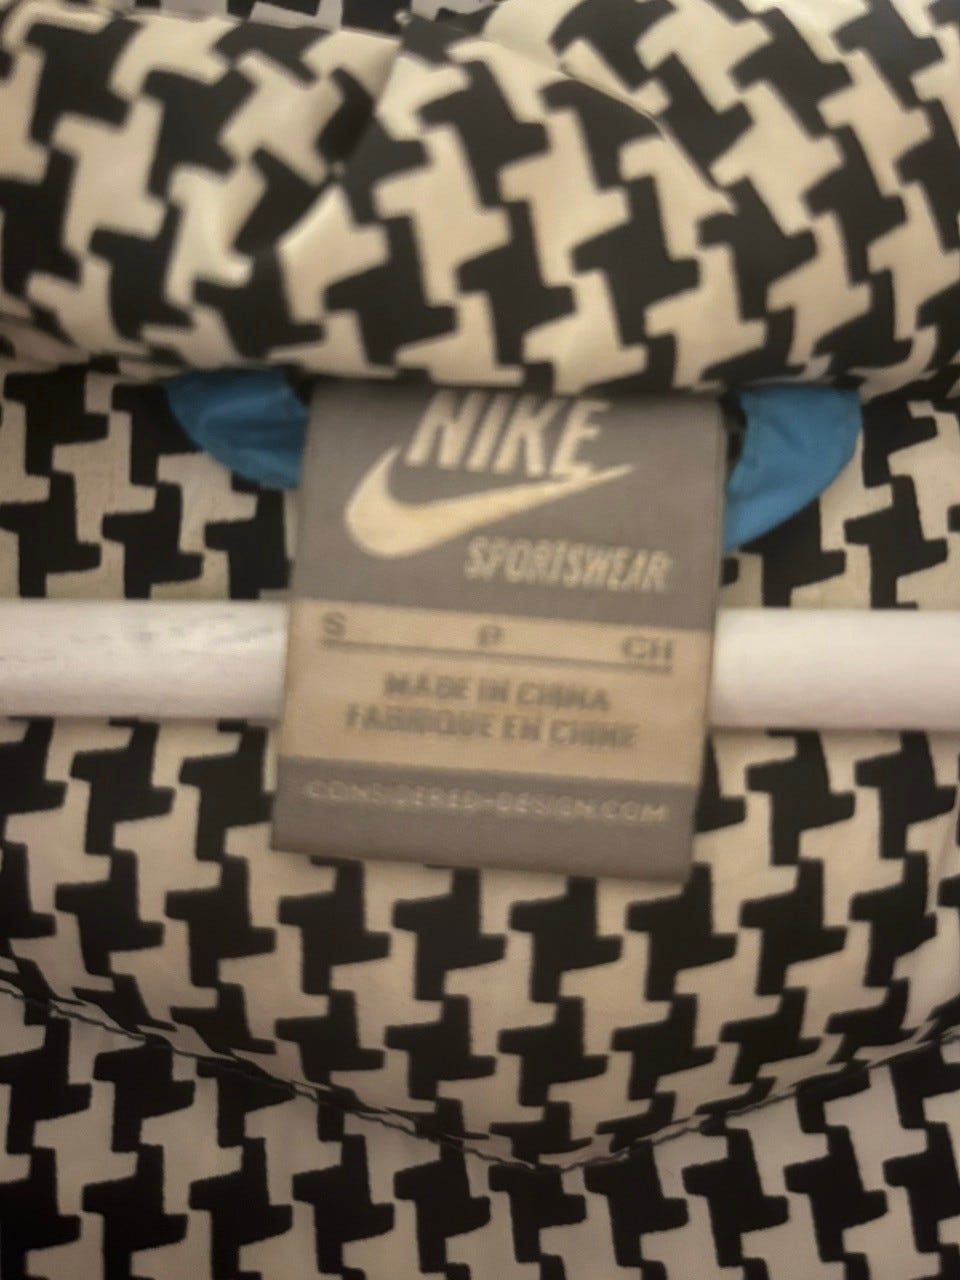 NIKE
SPORTSWEAR
S P CH
MADE IN CHINA
FABRIQUE EN CHINE
CONSIDERED-DESIGN.COM